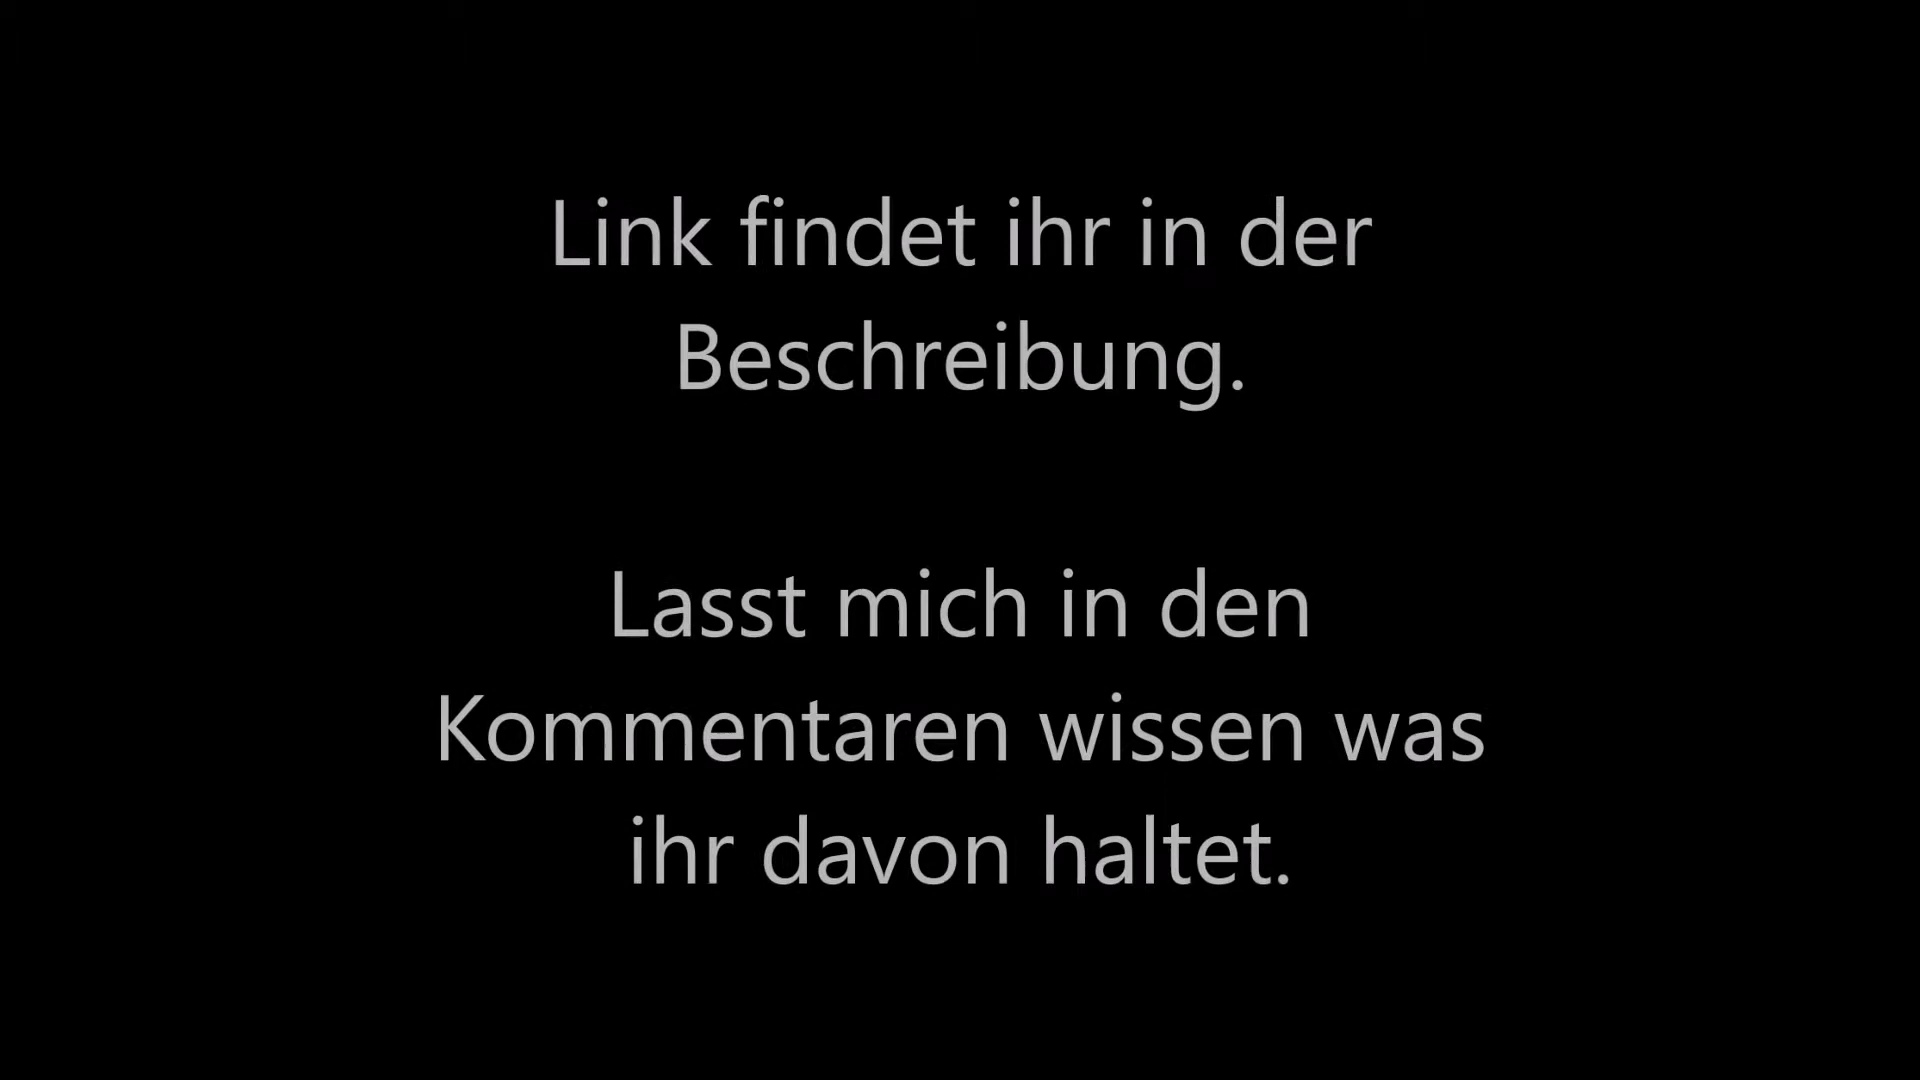 Link findet ihr in der
Beschreibung.
Lasst mich in den
Kommentaren wissen was
ihr davon haltet.